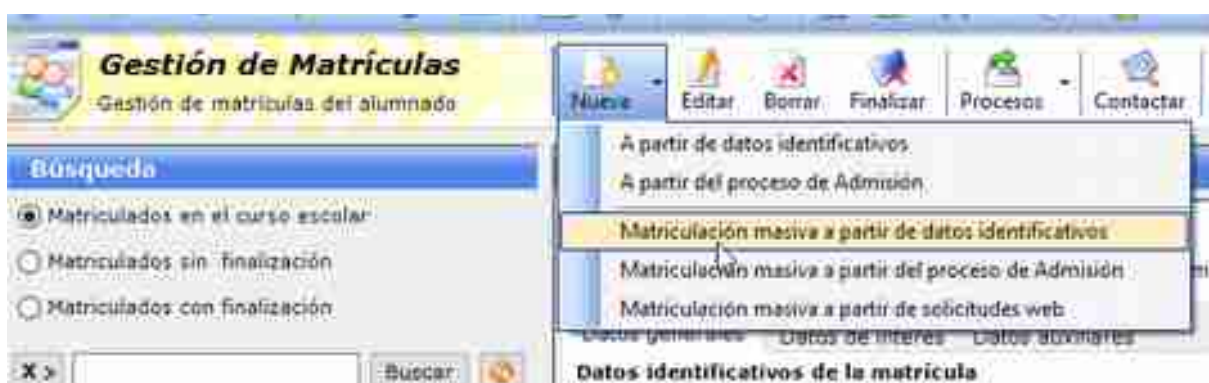 Gestión de Matrículas
Gestión de matrículas del alumnado
Nuevo Editar Borrar Finalizar Procesos Contactar
A partir de datos identificativos
A partir del proceso de Admisión
Matriculación masiva a partir de datos identificativos
Matriculación masiva a partir del proceso de Admisión
Matriculación masiva a partir de solicitudes web
Búsqueda
Matriculados en el curso escolar
Matriculados sin finalización
Matriculados con finalización
X >
Buscar
Datos generales Datos de interés Datos auxiliares
Datos identificativos de la matrícula